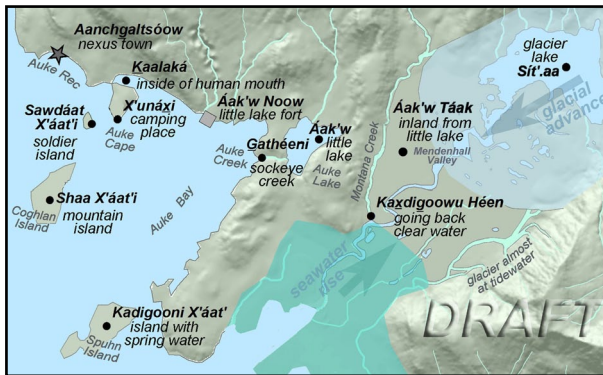 Aanchgaltsóow
nexus town
Auke Rec
Kaalaká
inside of human mouth
glacier
lake
Sít'.aa
Sawdáat
X'áat'i
soldier
island
X'unáxi
camping
place
Auke
Cape
Áak'w Noow
little lake fort
Áak'w
little
lake
Auke
Lake
Áak'w Táak
inland from
little lake
Mendenhall
Valley
glacial
advance
Auke
Creek
Gathéeni
sockeye
creek
Montana Creek
Shaa X'áat'i
mountain
island
Coghlan
Island
Auke Bay
Kaxdigoowu Héen
going back
clear water
seawater
rise
glacier almost
at tidewater
Kadigooni X'áat'
island with
spring water
Spuhn
Island
DRAFT